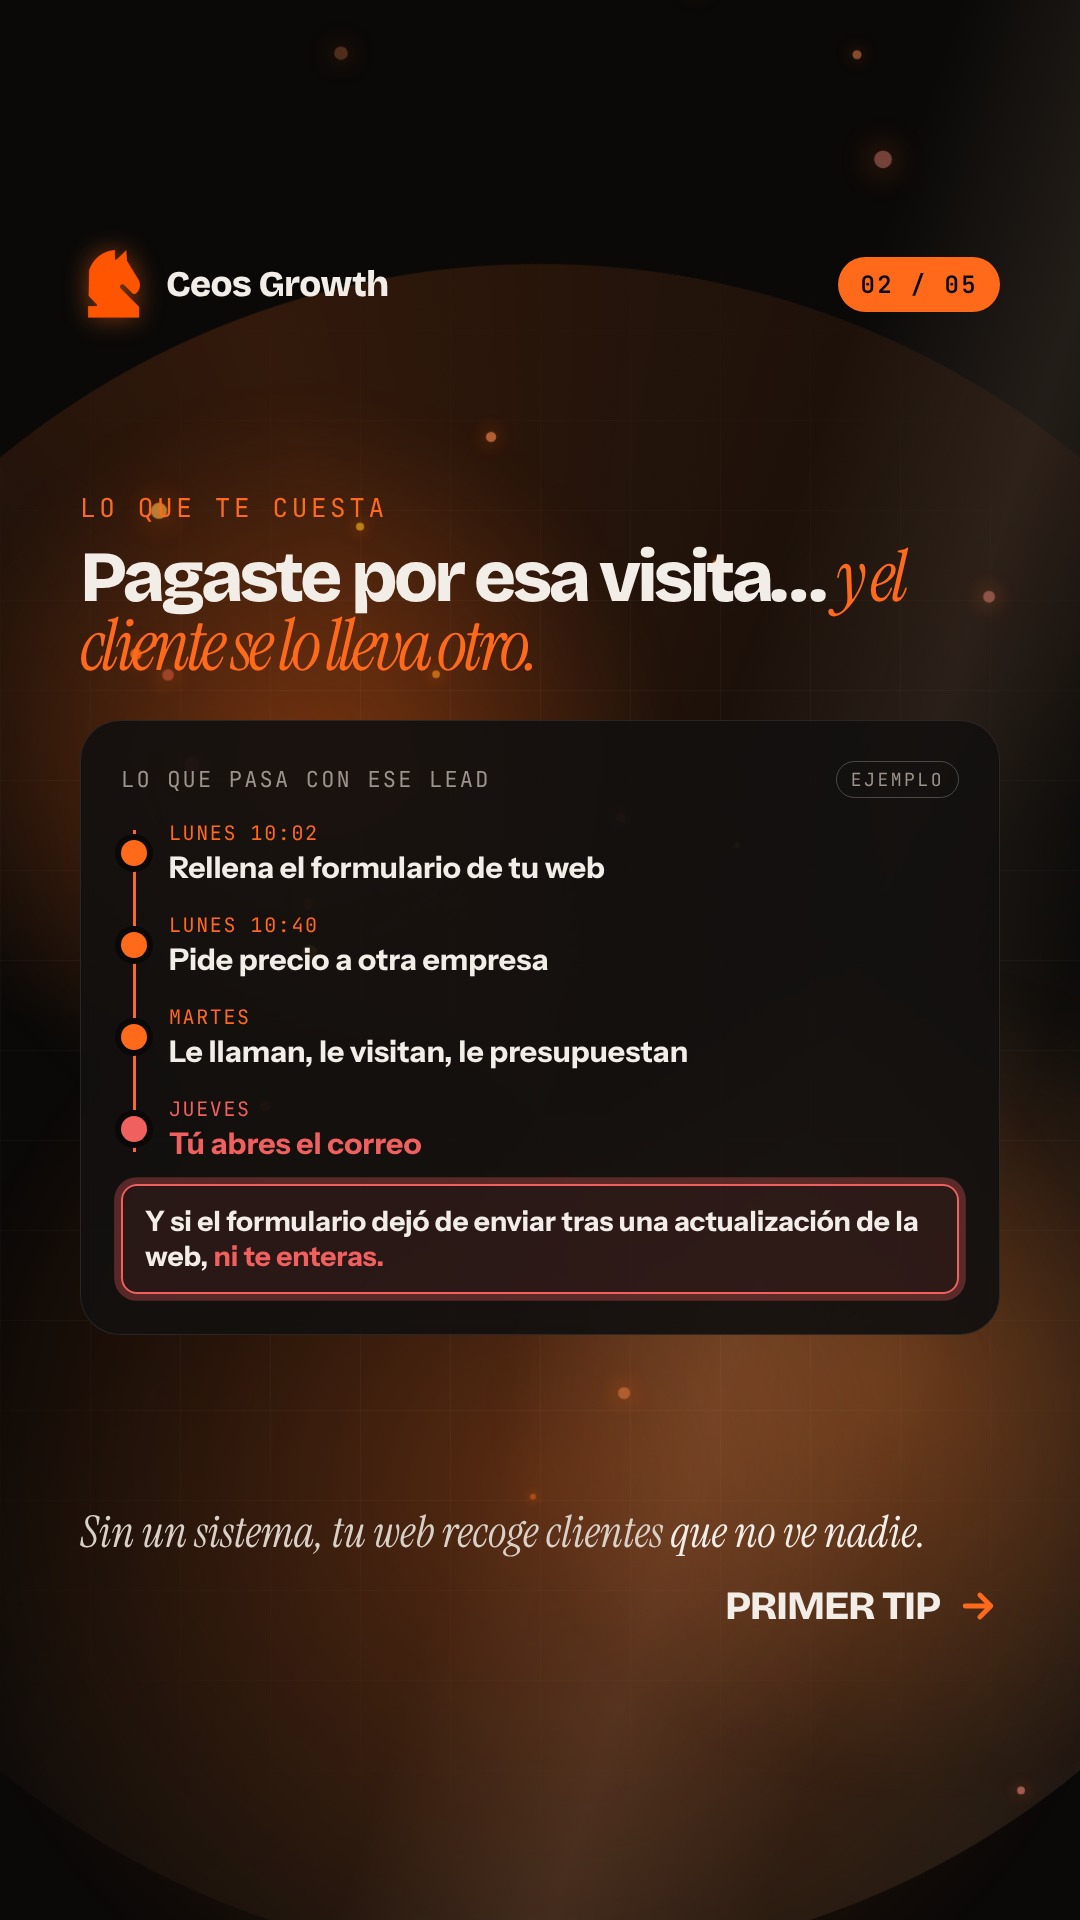 Ceos Growth
02 / 05
LO QUE TE CUESTA
Pagaste por esa visita... y el
cliente se lo lleva otro.
LO QUE PASA CON ESE LEAD
EJEMPLO
LUNES 10:02
Rellena el formulario de tu web
LUNES 10:40
Pide precio a otra empresa
MARTES
Le llaman, le visitan, le presupuestan
JUEVES
Tú abres el correo
Y si el formulario dejó de enviar tras una actualización de la
web, ni te enteras.
Sin un sistema, tu web recoge clientes que no ve nadie.
PRIMER TIP →